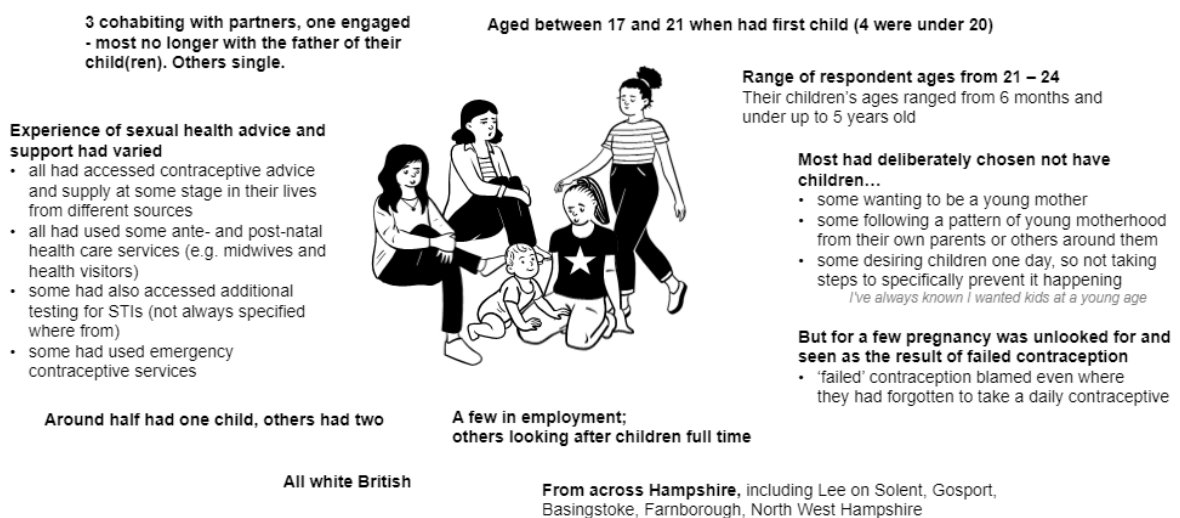 3 cohabiting with partners, one engaged
- most no longer with the father of their
child(ren). Others single.
Aged between 17 and 21 when had first child (4 were under 20)
Range of respondent ages from 21 – 24
Their children's ages ranged from 6 months and
under up to 5 years old
Experience of sexual health advice and
support had varied
• all had accessed contraceptive advice
and supply at some stage in their lives
from different sources
• all had used some ante- and post-natal
health care services (e.g. midwives and
health visitors)
• some had also accessed additional
testing for STIs (not always specified
where from)
• some had used emergency
contraceptive services
Most had deliberately chosen not have
children…
• some wanting to be a young mother
• some following a pattern of young motherhood
from their own parents or others around them
• some desiring children one day, so not taking
steps to specifically prevent it happening
I've always known I wanted kids at a young age
But for a few pregnancy was unlooked for and
seen as the result of failed contraception
• 'failed' contraception blamed even where
they had forgotten to take a daily contraceptive
Around half had one child, others had two
A few in employment;
others looking after children full time
All white British
From across Hampshire, including Lee on Solent, Gosport,
Basingstoke, Farnborough, North West Hampshire